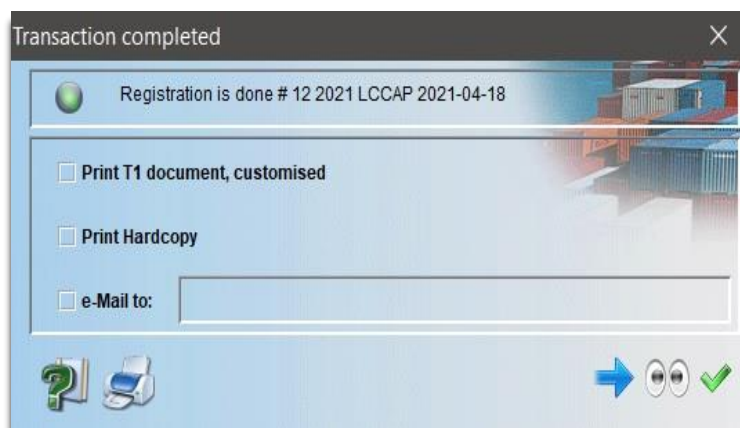 Transaction completed
Registration is done # 12 2021 LCCAP 2021-04-18
Print T1 document, customised
Print Hardcopy
e-Mail to: